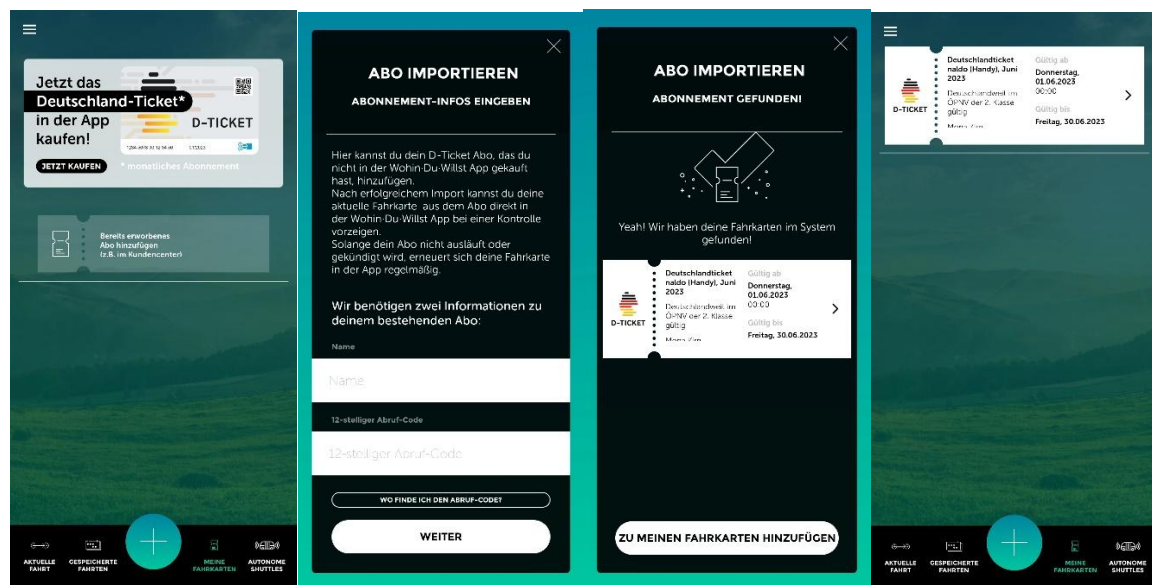 Jetzt das
Deutschland-Ticket*
in der App
kaufen!
D-TICKET
JETZT KAUFEN
* monatliches Abonnement
Bereits erworbenes
Abo hinzufügen
(z.B. im Kundencenter)
AKTUELLE
FAHRT
GESPEICHERTE
FAHRTEN
MEINE
FAHRKARTEN
AUTONOME
SHUTTLES
ABO IMPORTIEREN
ABONNEMENT-INFOS EINGEBEN
Hier kannst du dein D-Ticket Abo, das du
nicht in der Wohin·Du·Willst App gekauft
hast, hinzufügen.
Nach erfolgreichem Import kannst du deine
aktuelle Fahrkarte aus dem Abo direkt in
der Wohin·Du·Willst App bei einer Kontrolle
vorzeigen.
Solange dein Abo nicht ausläuft oder
gekündigt wird, erneuert sich deine Fahrkarte
in der App regelmäßig.
Wir benötigen zwei Informationen zu
deinem bestehenden Abo:
Name
Name
12-stelliger Abruf-Code
12-stelliger Abruf-Code
WO FINDE ICH DEN ABRUF-CODE?
WEITER
ABO IMPORTIEREN
ABONNEMENT GEFUNDEN!
Yeah! Wir haben deine Fahrkarten im System
gefunden!
D-TICKET
Deutschlandticket
naldo (Handy), Juni
2023
Deutschlandweit im
ÖPNV der 2. Klasse
gültig
Gültig ab
Donnerstag,
01.06.2023
00:00
Gültig bis
Freitag, 30.06.2023
ZU MEINEN FAHRKARTEN HINZUFÜGEN
D-TICKET
Deutschlandticket
naldo (Handy), Juni
2023
Deutschlandweit im
ÖPNV der 2. Klasse
gültig
Gültig ab
Donnerstag,
01.06.2023
00:00
Gültig bis
Freitag, 30.06.2023
AKTUELLE
FAHRT
GESPEICHERTE
FAHRTEN
MEINE
FAHRKARTEN
AUTONOME
SHUTTLES